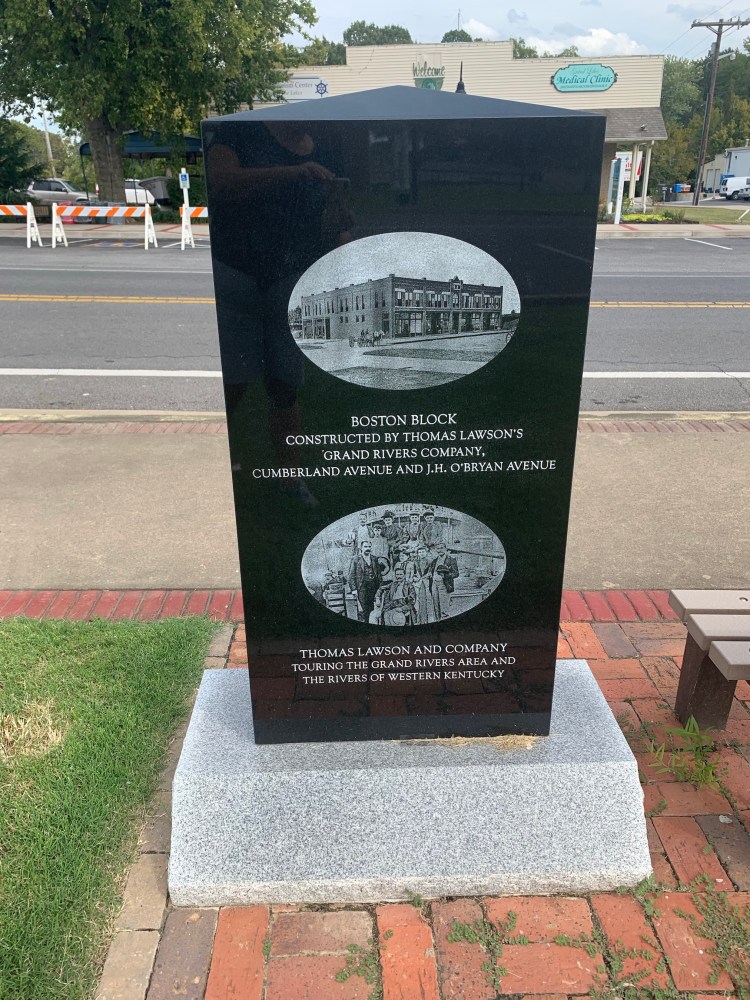 Welcome
Medical Clinic
Center
BOSTON BLOCK
CONSTRUCTED BY THOMAS LAWSON'S
GRAND RIVERS COMPANY,
CUMBERLAND AVENUE AND J.H. O'BRYAN AVENUE
THOMAS LAWSON AND COMPANY
TOURING THE GRAND RIVERS AREA AND
THE RIVERS OF WESTERN KENTUCKY